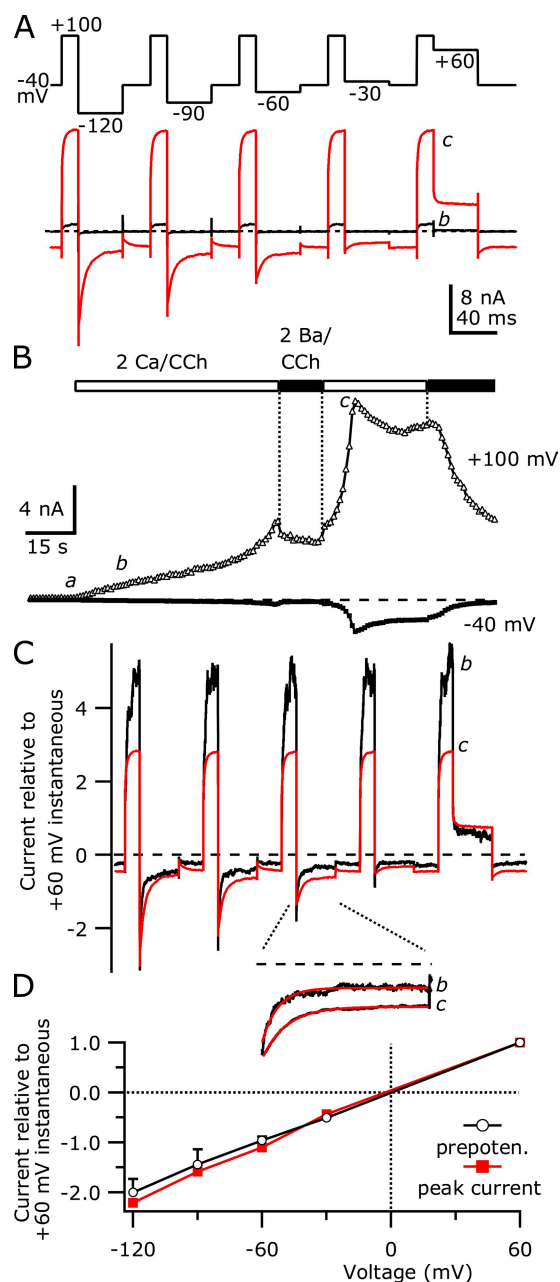 A
+100
-40
mV
-120
-90
-60
-30
+60
c
b
8 nA
40 ms
B
2 Ca/CCh
2 Ba/
CCh
c
+100 mV
4 nA
15 s
a
b
-40 mV
C
Current relative to
+60 mV instantaneous
4
2
0
-2
b
c
b
c
D
Current relative to
+60 mV instantaneous
1.0
0.0
-1.0
-2.0
prepoten.
peak current
-120
-60
0
60
Voltage (mV)